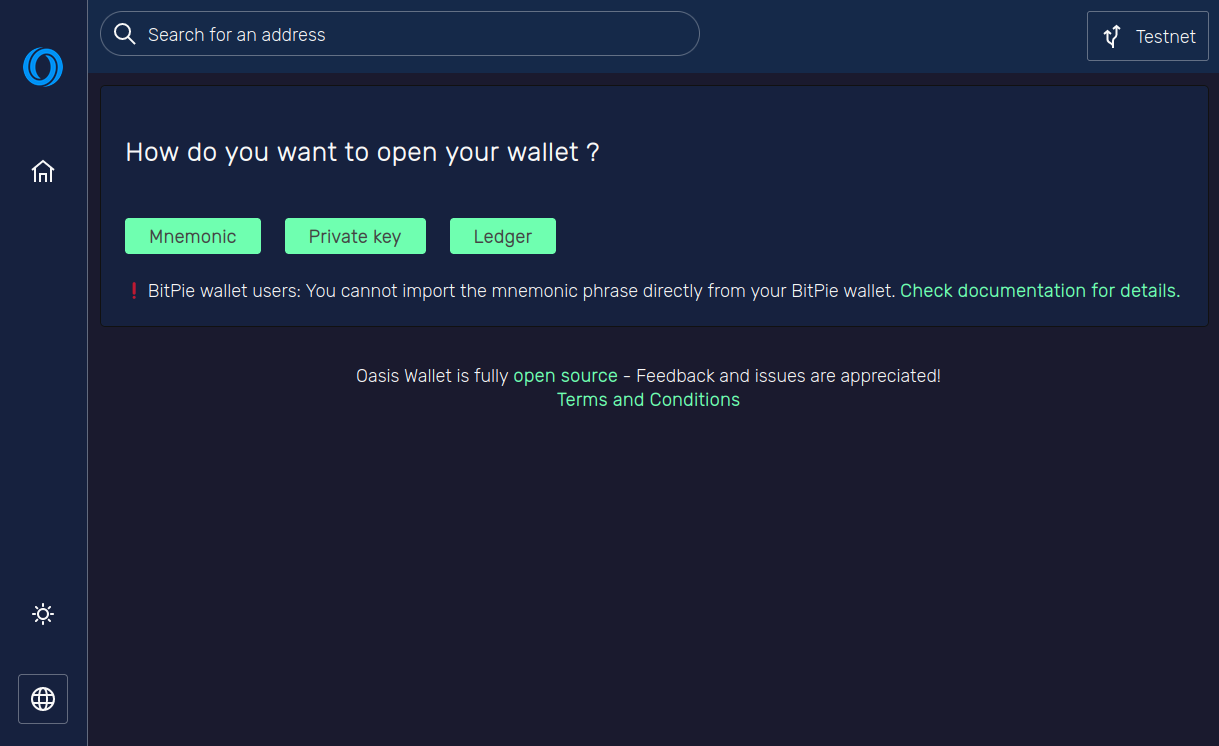 Search for an address
Testnet
How do you want to open your wallet ?
Mnemonic
Private key
Ledger
❗ BitPie wallet users: You cannot import the mnemonic phrase directly from your BitPie wallet. Check documentation for details.
Oasis Wallet is fully open source - Feedback and issues are appreciated!
Terms and Conditions